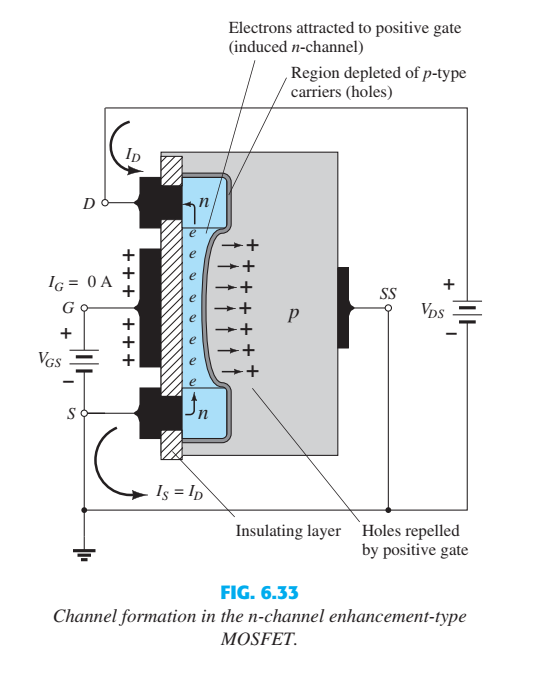 Electrons attracted to positive gate
(induced n-channel)
Region depleted of p-type
carriers (holes)
I_D
D
n
e
+
e
+
e
+
+
I_G = 0 A
e
+
+
SS
+
G
e
+
p
V_DS
+
+
e
+
−
V_GS
+
e
+
+
−
e
+
S
n
I_S = I_D
Insulating layer
Holes repelled
by positive gate
FIG. 6.33
Channel formation in the n-channel enhancement-type
MOSFET.